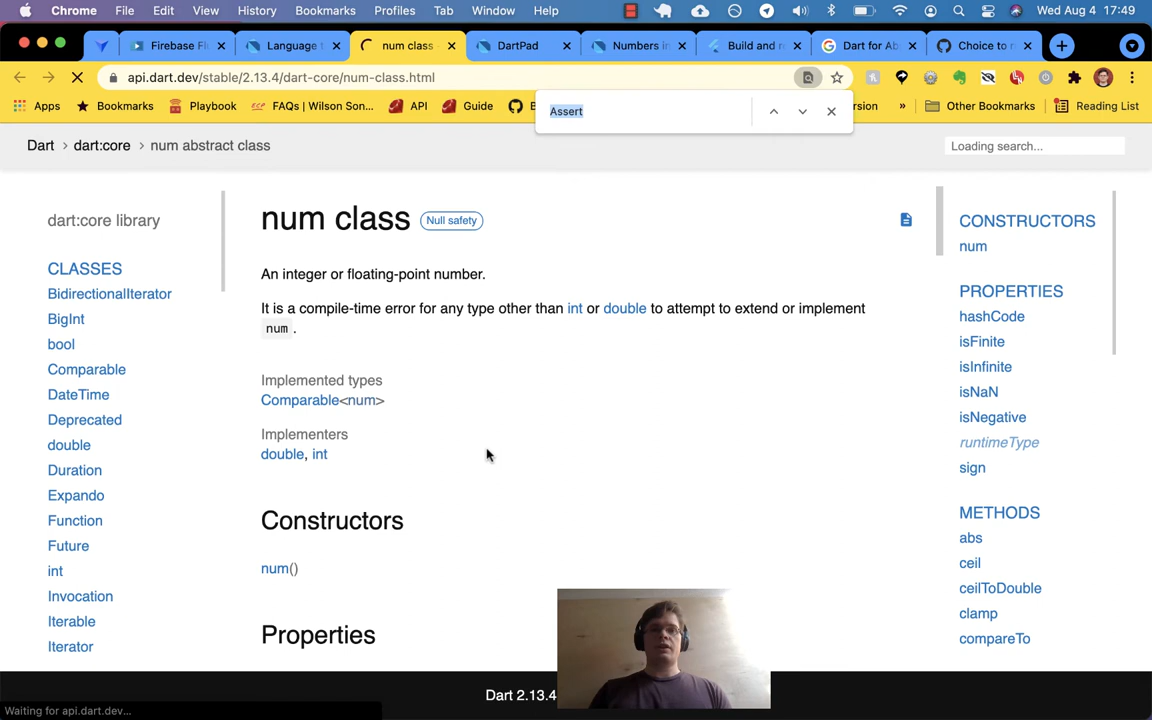 Chrome File Edit View History Bookmarks Profiles Tab Window Help Wed Aug 4 17:49
Firebase Fl Language t num class DartPad Numbers in Build and r Dart for Ab Choice to n
api.dart.dev/stable/2.13.4/dart-core/num-class.html
Apps Bookmarks Playbook FAQs | Wilson Son... API Guide B rsion » Other Bookmarks Reading List
Assert
Dart > dart:core > num abstract class Loading search...
dart:core library
CLASSES
BidirectionalIterator
BigInt
bool
Comparable
DateTime
Deprecated
double
Duration
Expando
Function
Future
int
Invocation
Iterable
Iterator
num class Null safety
An integer or floating-point number.
It is a compile-time error for any type other than int or double to attempt to extend or implement
num .
Implemented types
Comparable<num>
Implementers
double, int
Constructors
num()
Properties
CONSTRUCTORS
num
PROPERTIES
hashCode
isFinite
isInfinite
isNaN
isNegative
runtimeType
sign
METHODS
abs
ceil
ceilToDouble
clamp
compareTo
Dart 2.13.4
Waiting for api.dart.dev...